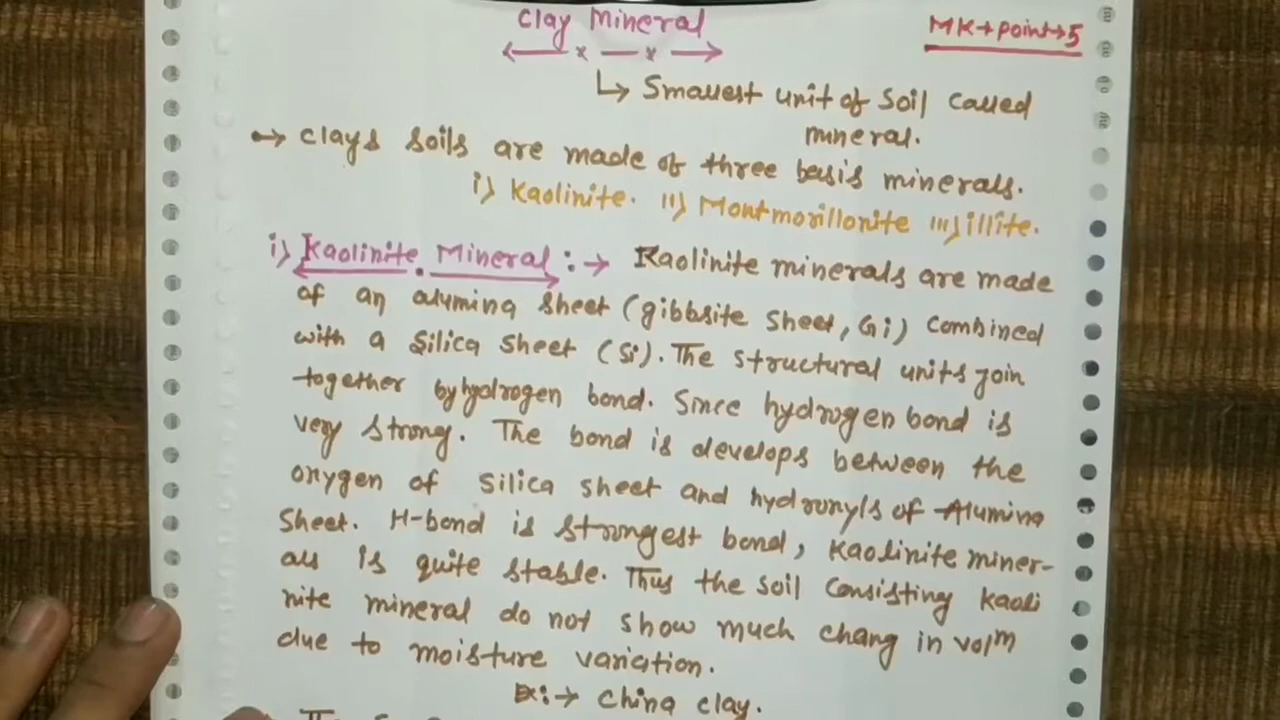 Clay Mineral
MK+point→5
↳ Smallest unit of Soil Called
mineral.
→ Clays soils are made of three basis minerals.
i) Kaolinite. ii) Montmorillonite iii) illite.
i) Kaolinite Mineral :→ Kaolinite minerals are made
of an alumina sheet (gibbsite sheet, Gi) Combined
with a Silica Sheet (Si). The structural units join
together by hydrogen bond. Since hydrogen bond is
very strong. The bond is develops between the
oxygen of silica sheet and hydroxyls of Alumina
Sheet. H-bond is strongest bond, Kaolinite miner-
als is quite stable. Thus the soil Consisting Kaoli
nite mineral do not show much chang in volm
due to moisture variation.
Ex:→ China clay.